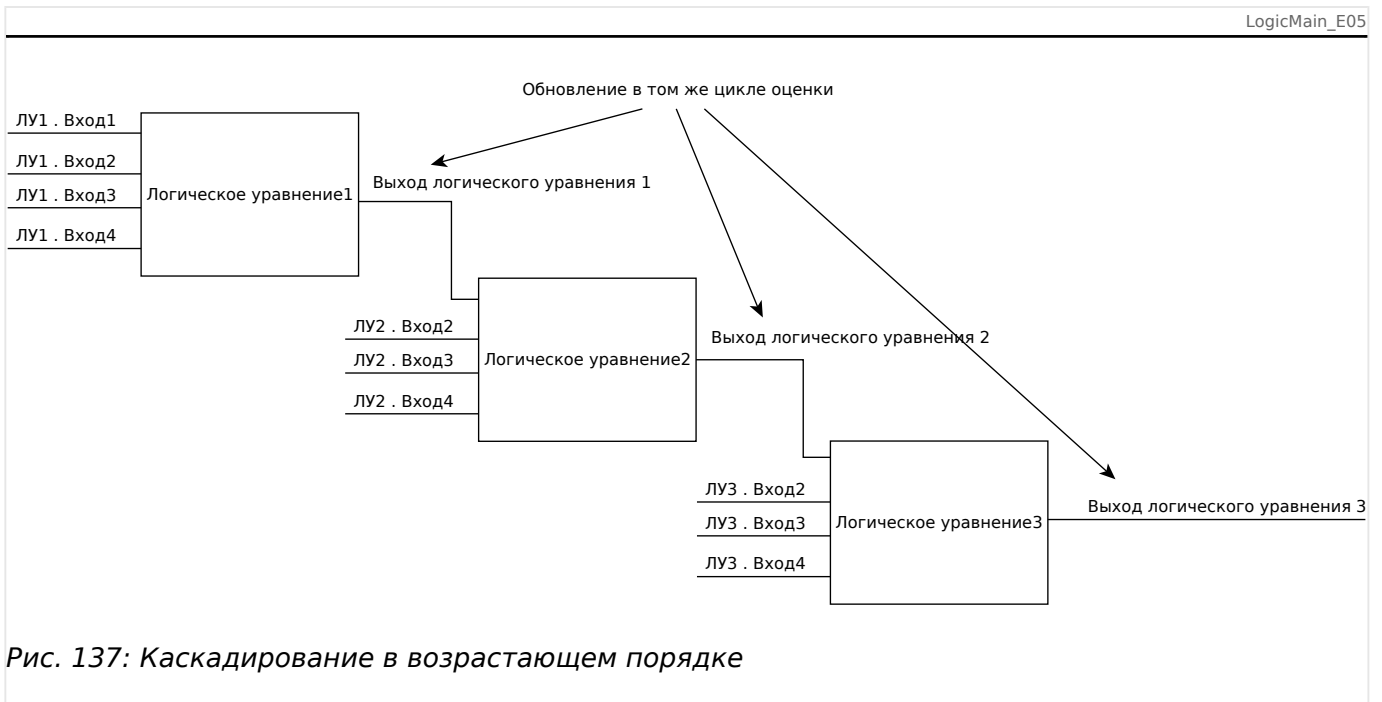 LogicMain_E05
Обновление в том же цикле оценки
ЛУ1 . Вход1
ЛУ1 . Вход2
ЛУ1 . Вход3
ЛУ1 . Вход4
Логическое уравнение1
Выход логического уравнения 1
ЛУ2 . Вход2
ЛУ2 . Вход3
ЛУ2 . Вход4
Логическое уравнение2
Выход логического уравнения 2
ЛУ3 . Вход2
ЛУ3 . Вход3
ЛУ3 . Вход4
Логическое уравнение3
Выход логического уравнения 3
Рис. 137: Каскадирование в возрастающем порядке